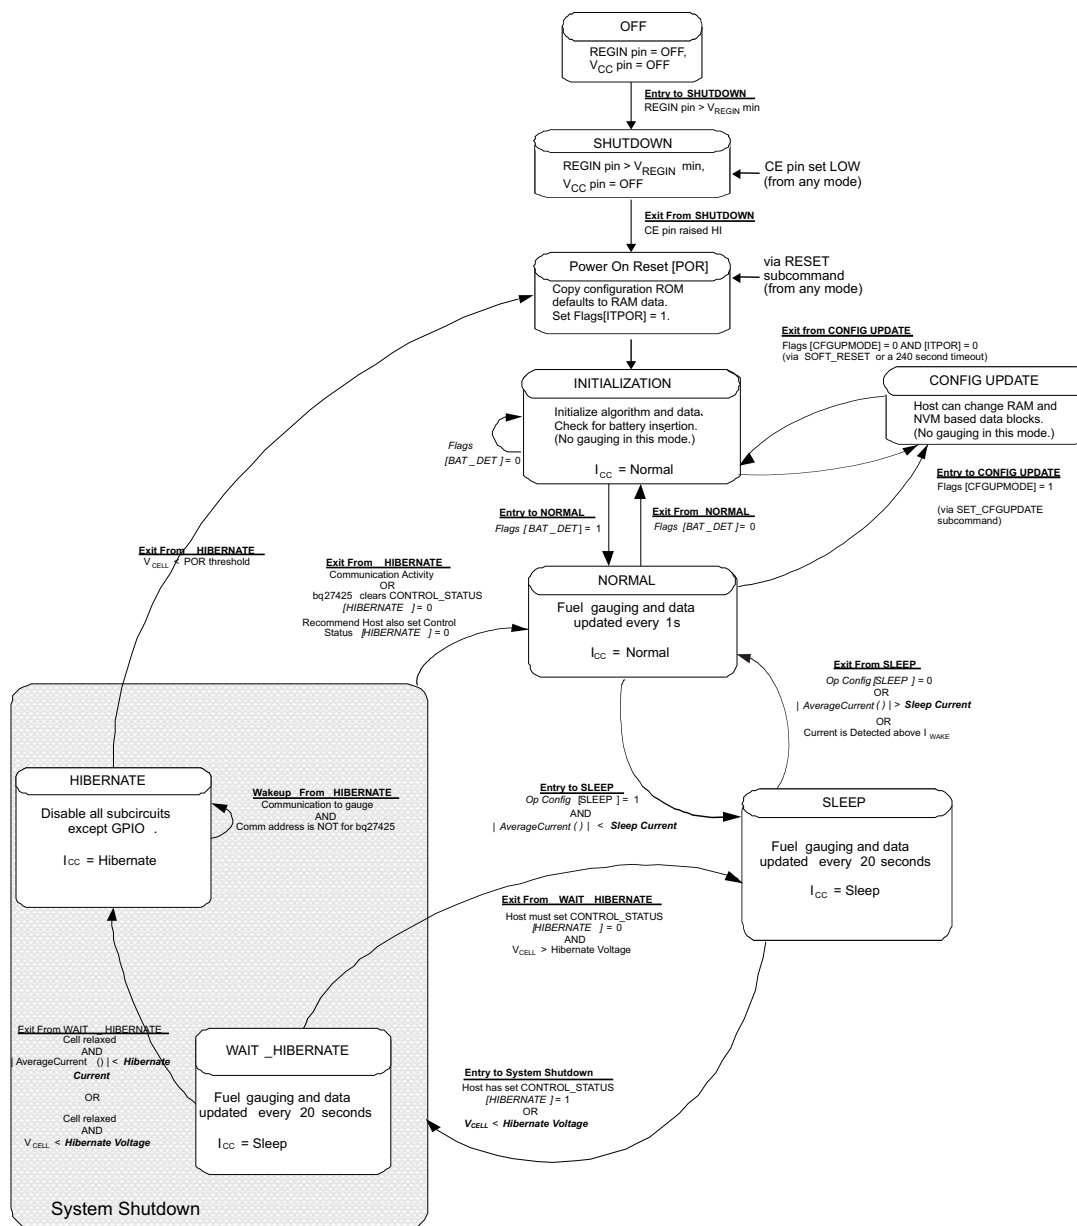 OFF
REGIN pin = OFF,
VCC pin = OFF
Entry to SHUTDOWN
REGIN pin > VREGIN min
SHUTDOWN
REGIN pin > VREGIN min,
VCC pin = OFF
CE pin set LOW
(from any mode)
Exit From SHUTDOWN
CE pin raised HI
Power On Reset [POR]
Copy configuration ROM
defaults to RAM data.
Set Flags[ITPOR] = 1.
via RESET
subcommand
(from any mode)
Exit from CONFIG UPDATE
Flags [CFGUPMODE] = 0 AND [ITPOR] = 0
(via SOFT_RESET or a 240 second timeout)
INITIALIZATION
Initialize algorithm and data.
Check for battery insertion.
(No gauging in this mode.)
ICC = Normal
Flags
[BAT_DET] = 0
CONFIG UPDATE
Host can change RAM and
NVM based data blocks.
(No gauging in this mode.)
Entry to CONFIG UPDATE
Flags [CFGUPMODE] = 1
(via SET_CFGUPDATE
subcommand)
Entry to NORMAL
Flags [BAT_DET] = 1
Exit From NORMAL
Flags [BAT_DET] = 0
Exit From HIBERNATE
VCELL < POR threshold
Exit From HIBERNATE
Communication Activity
OR
bq27425 clears CONTROL_STATUS
[HIBERNATE] = 0
Recommend Host also set Control
Status [HIBERNATE] = 0
NORMAL
Fuel gauging and data
updated every 1s
ICC = Normal
Exit From SLEEP
Op Config [SLEEP] = 0
OR
| AverageCurrent () | > Sleep Current
OR
Current is Detected above IWAKE
HIBERNATE
Disable all subcircuits
except GPIO .
ICC = Hibernate
Wakeup From HIBERNATE
Communication to gauge
AND
Comm address is NOT for bq27425
Entry to SLEEP
Op Config [SLEEP] = 1
AND
| AverageCurrent () | < Sleep Current
SLEEP
Fuel gauging and data
updated every 20 seconds
ICC = Sleep
Exit From WAIT_HIBERNATE
Host must set CONTROL_STATUS
[HIBERNATE] = 0
AND
VCELL > Hibernate Voltage
Exit From WAIT_HIBERNATE
Cell relaxed
AND
| AverageCurrent () | < Hibernate
Current
OR
Cell relaxed
AND
VCELL < Hibernate Voltage
WAIT_HIBERNATE
Fuel gauging and data
updated every 20 seconds
ICC = Sleep
Entry to System Shutdown
Host has set CONTROL_STATUS
[HIBERNATE] = 1
OR
VCELL < Hibernate Voltage
System Shutdown